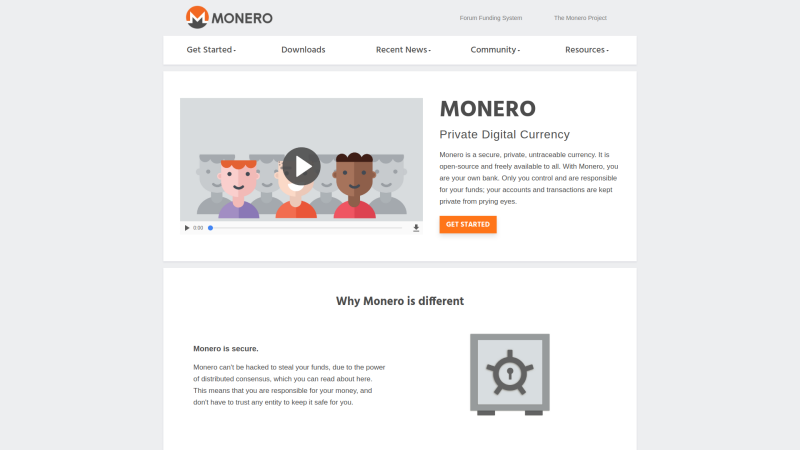 MONERO
Forum Funding System
The Monero Project
Get Started
Downloads
Recent News
Community
Resources
MONERO
Private Digital Currency
Monero is a secure, private, untraceable currency. It is
open-source and freely available to all. With Monero, you
are your own bank. Only you control and are responsible
for your funds; your accounts and transactions are kept
private from prying eyes.
GET STARTED
0:00
Why Monero is different
Monero is secure.
Monero can't be hacked to steal your funds, due to the power
of distributed consensus, which you can read about here.
This means that you are responsible for your money, and
don't have to trust any entity to keep it safe for you.